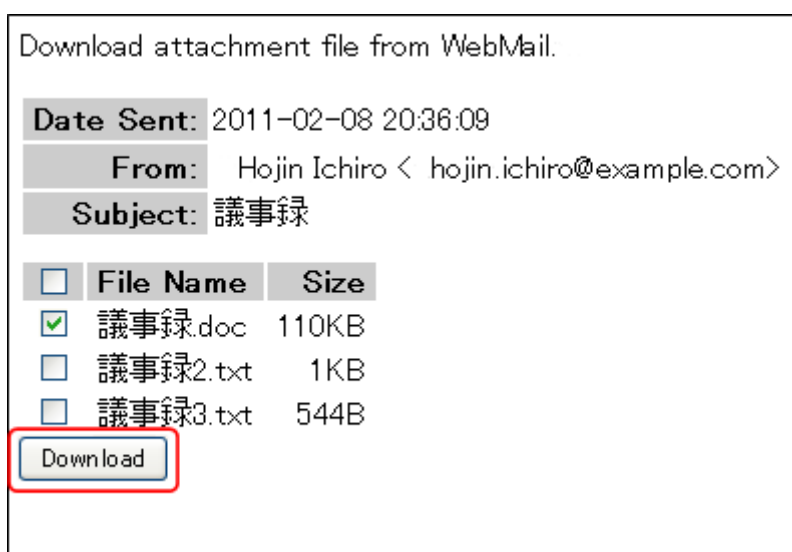 Download attachment file from WebMail.
Date Sent: 2011-02-08 20:36:09
From: Hojin Ichiro < hojin.ichiro@example.com>
Subject: 議事録
File Name Size
議事録.doc 110KB
議事録2.txt 1KB
議事録3.txt 544B
Download